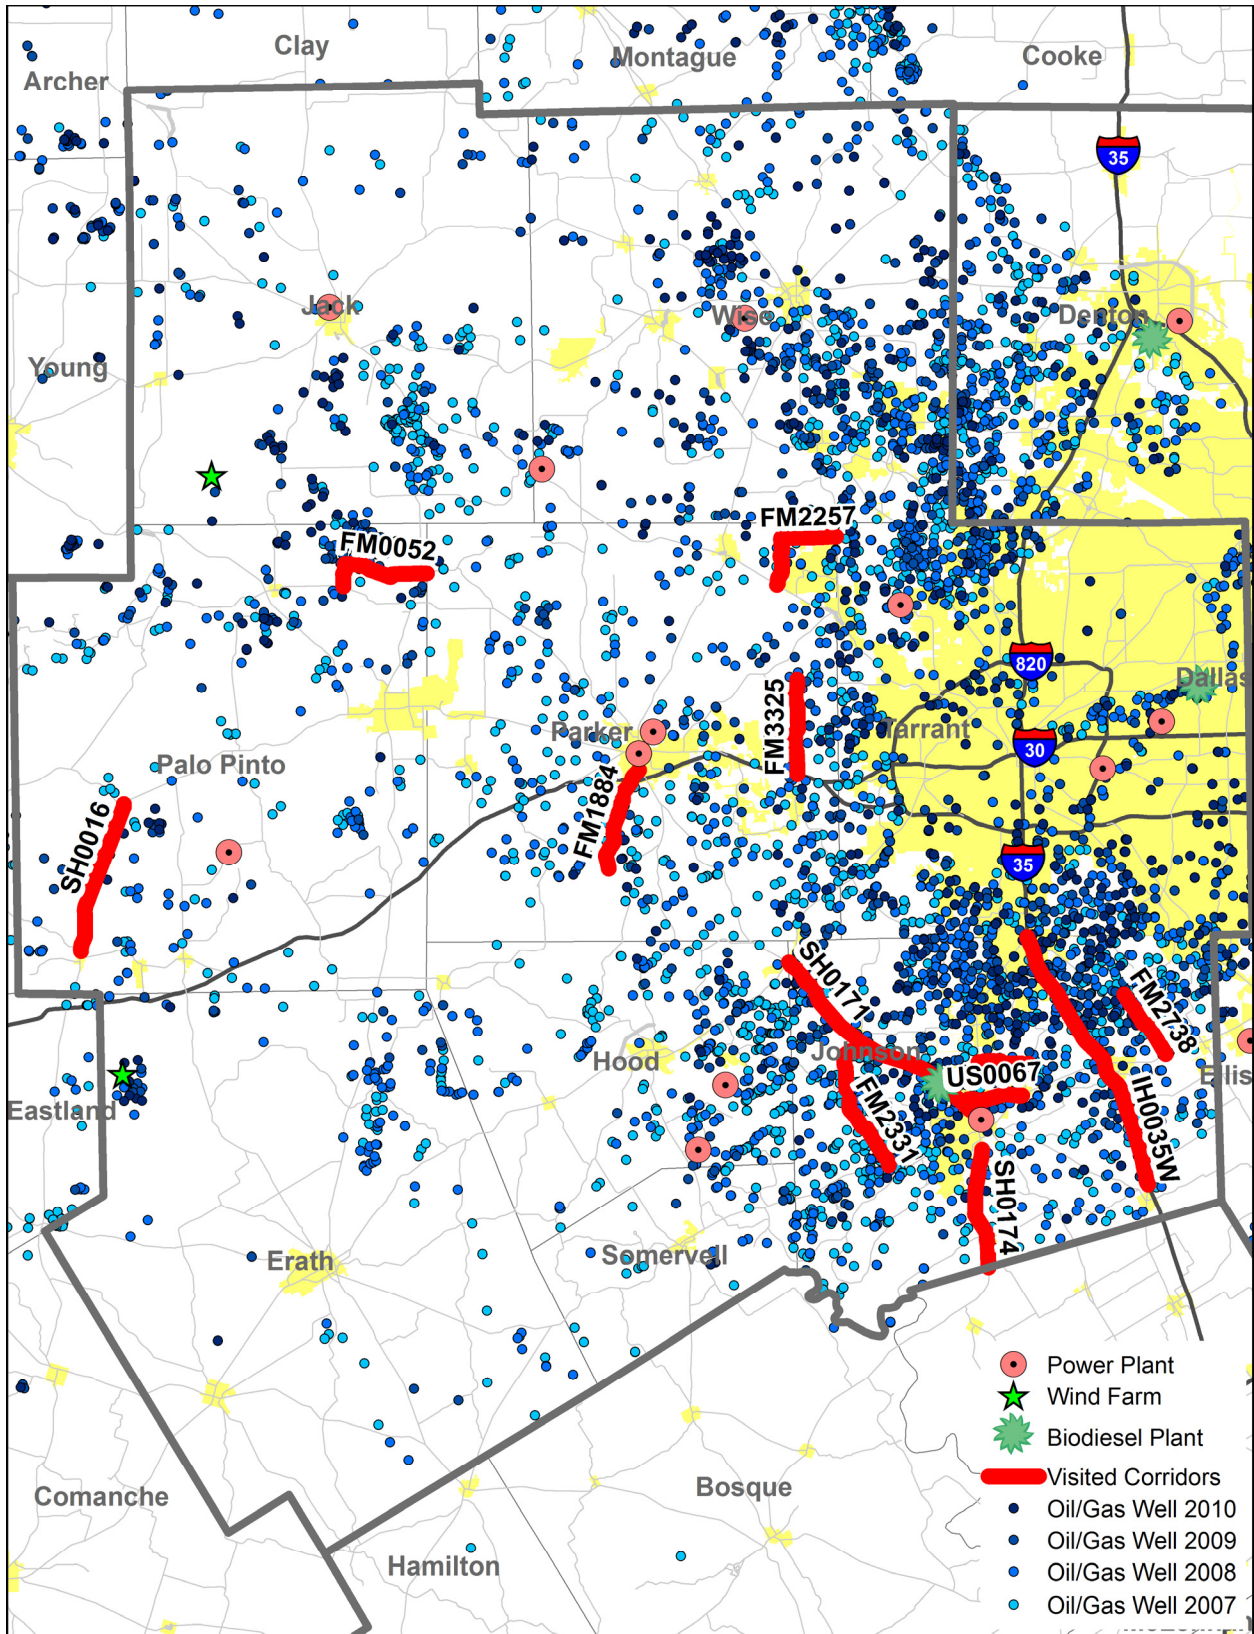 Clay
Montague
Cooke
Archer
35
Jack
Wise
Denton
Young
FM2257
FM0052
820
Dallas
FM3325
Parker
Tarrant
30
Palo Pinto
FM1884
SH0016
35
SH0171
FM2738
Hood
Johnson
US0067
Ellis
Eastland
FM2331
IH0035W
SH0174
Erath
Somervell
Power Plant
Wind Farm
Biodiesel Plant
Visited Corridors
Comanche
Bosque
Oil/Gas Well 2010
Oil/Gas Well 2009
Hamilton
Oil/Gas Well 2008
Oil/Gas Well 2007